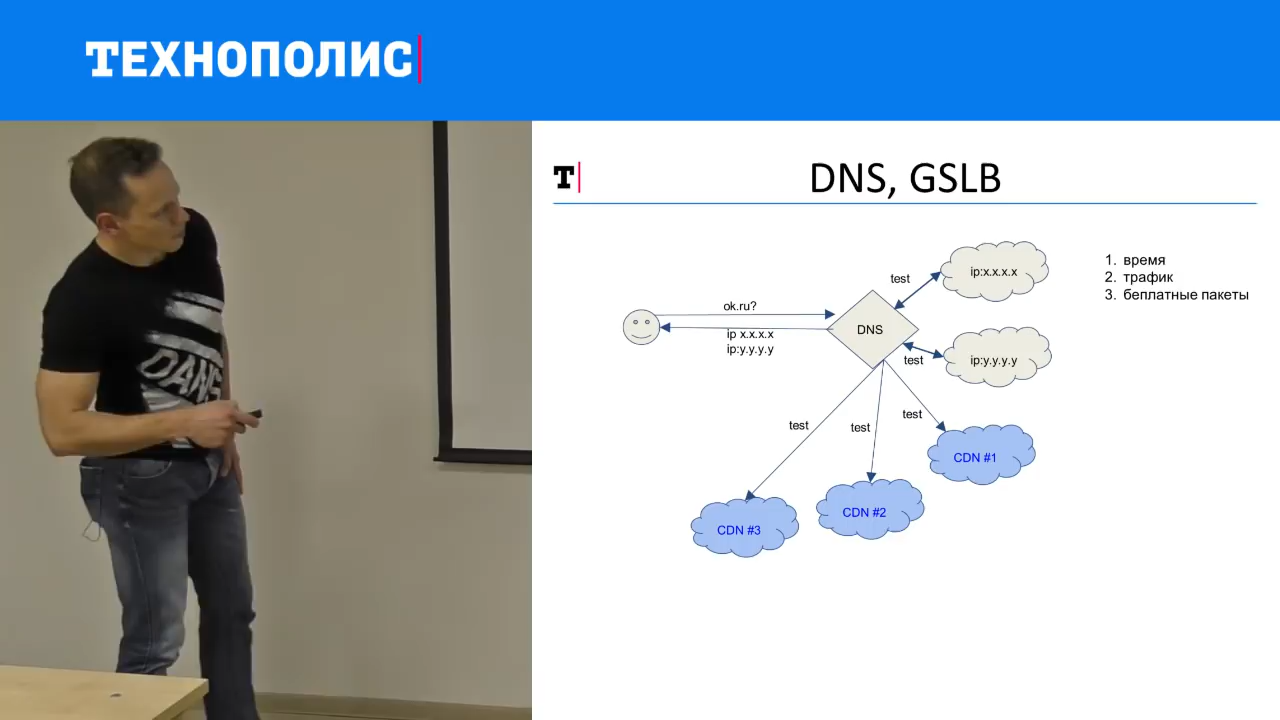 ТЕХНОПОЛИС
Т
DNS, GSLB
test
ip:x.x.x.x
1. время
2. трафик
3. беплатные пакеты
ok.ru?
DNS
ip x.x.x.x
ip:y.y.y.y
test
ip:y.y.y.y
test
test
test
CDN #1
CDN #2
CDN #3
DANG